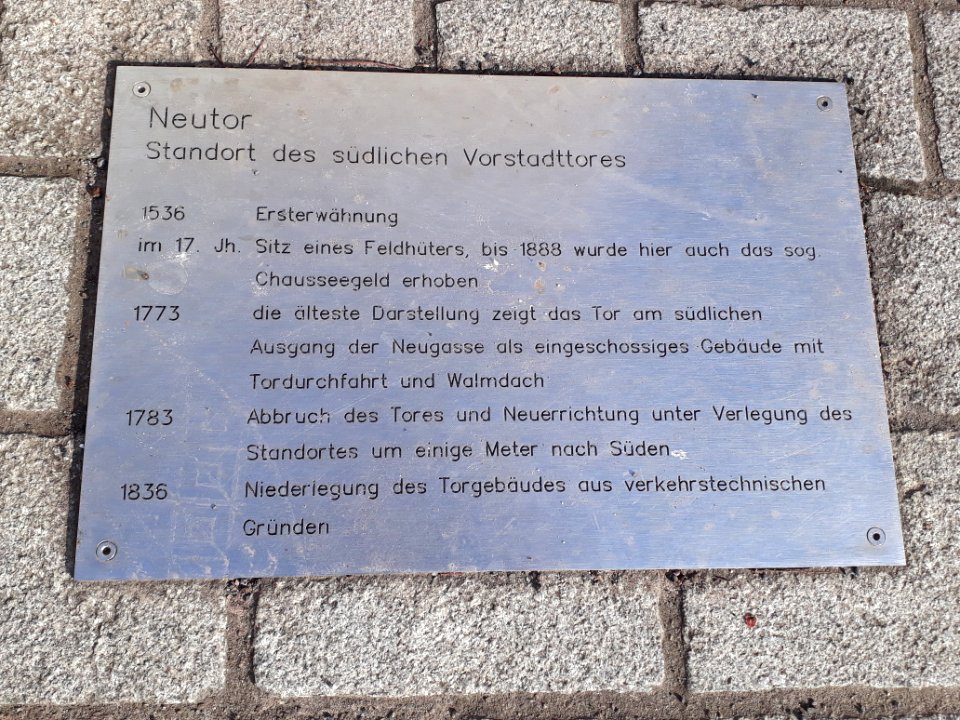 Neutor
Standort des südlichen Vorstadttores
1536 Ersterwähnung
im 17. Jh. Sitz eines Feldhüters, bis 1888 wurde hier auch das sog.
Chausseegeld erhoben
1773 die älteste Darstellung zeigt das Tor am südlichen
Ausgang der Neugasse als eingeschossiges Gebäude mit
Tordurchfahrt und Walmdach
1783 Abbruch des Tores und Neuerrichtung unter Verlegung des
Standortes um einige Meter nach Süden
1836 Niederlegung des Torgebäudes aus verkehrstechnischen
Gründen